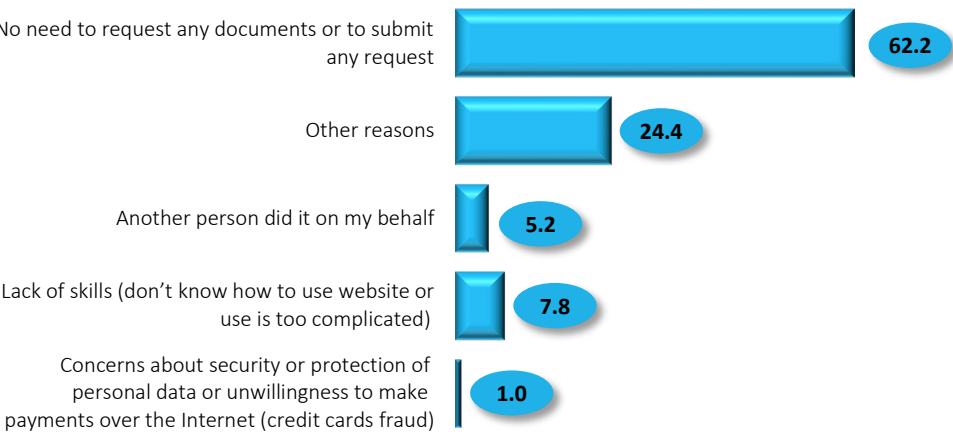 No need to request any documents or to submit
any request
62.2
Other reasons
24.4
Another person did it on my behalf
5.2
Lack of skills (don’t know how to use website or
use is too complicated)
7.8
Concerns about security or protection of
personal data or unwillingness to make
payments over the Internet (credit cards fraud)
1.0